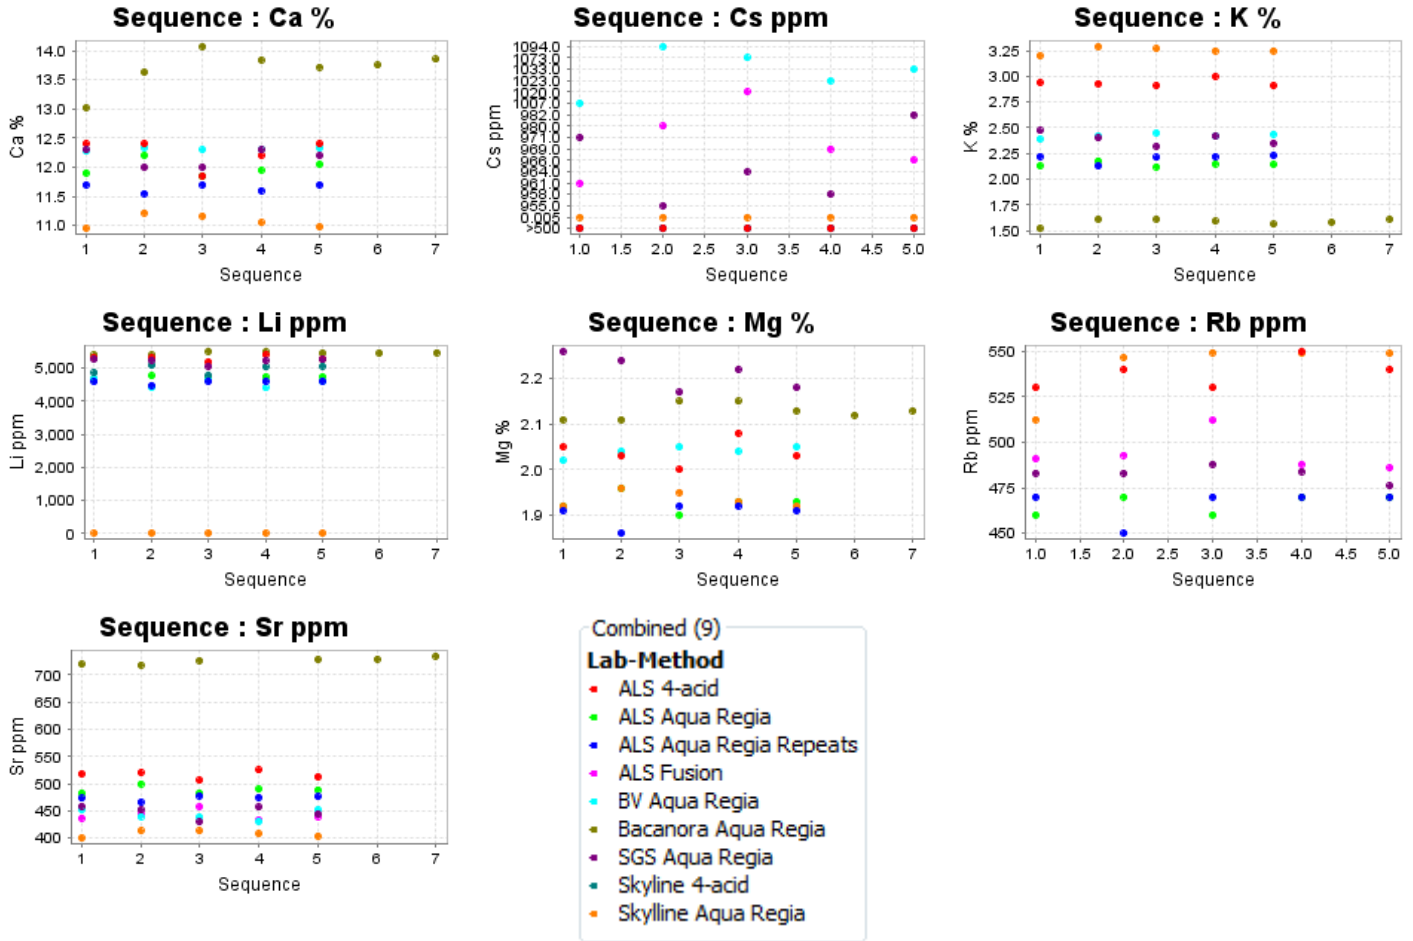 Sequence : Ca %
14.0
13.5
13.0
12.5
12.0
11.5
11.0
Ca %
1 2 3 4 5 6 7
Sequence
Sequence : Cs ppm
1094.0
1073.0
1033.0
1023.0
1020.0
1007.0
982.0
980.0
971.0
969.0
966.0
964.0
961.0
958.0
955.0
0.005
>500
Cs ppm
1.0 1.5 2.0 2.5 3.0 3.5 4.0 4.5 5.0
Sequence
Sequence : K %
3.25
3.00
2.75
2.50
2.25
2.00
1.75
1.50
K %
1 2 3 4 5 6 7
Sequence
Sequence : Li ppm
5,000
4,000
3,000
2,000
1,000
0
Li ppm
1 2 3 4 5 6 7
Sequence
Sequence : Mg %
2.2
2.1
2.0
1.9
Mg %
1 2 3 4 5 6 7
Sequence
Sequence : Rb ppm
550
525
500
475
450
Rb ppm
1.0 1.5 2.0 2.5 3.0 3.5 4.0 4.5 5.0
Sequence
Sequence : Sr ppm
700
650
600
550
500
450
400
Sr ppm
1 2 3 4 5 6 7
Sequence
Combined (9)
Lab-Method
ALS 4-acid
ALS Aqua Regia
ALS Aqua Regia Repeats
ALS Fusion
BV Aqua Regia
Bacanora Aqua Regia
SGS Aqua Regia
Skyline 4-acid
Skylline Aqua Regia